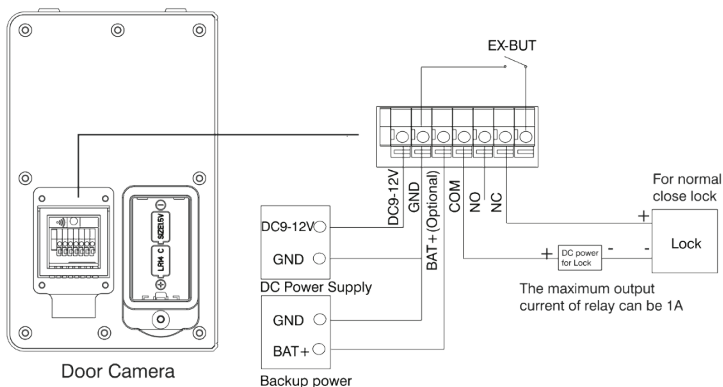 EX-BUT
DC9-12V
GND
BAT+ (Optional)
COM
NO
NC
For normal
close lock
DC9-12V
GND
DC Power Supply
GND
BAT+
Backup power
+
-
+
-
DC power
for Lock
Lock
The maximum output
current of relay can be 1A
SIZE1.5V
LR14 C
Door Camera